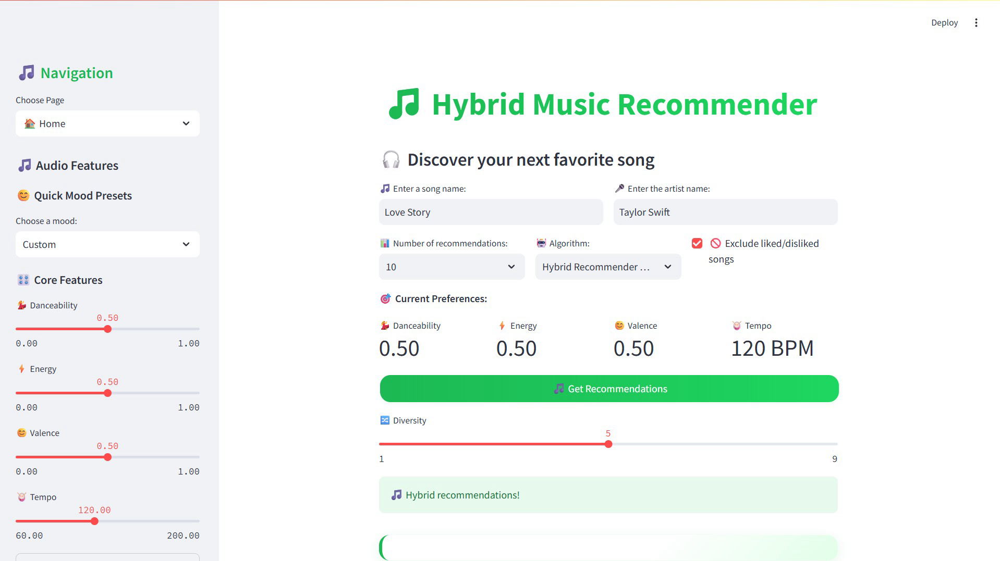 Deploy
Navigation
Choose Page
Home
Audio Features
Quick Mood Presets
Choose a mood:
Custom
Core Features
Danceability
0.50
0.00 1.00
Energy
0.50
0.00 1.00
Valence
0.50
0.00 1.00
Tempo
120.00
60.00 200.00
Hybrid Music Recommender
Discover your next favorite song
Enter a song name: Enter the artist name:
Love Story Taylor Swift
Number of recommendations: Algorithm: Exclude liked/disliked
songs
10 Hybrid Recommender ...
Current Preferences:
Danceability Energy Valence Tempo
0.50 0.50 0.50 120 BPM
Get Recommendations
Diversity
5
1 9
Hybrid recommendations!